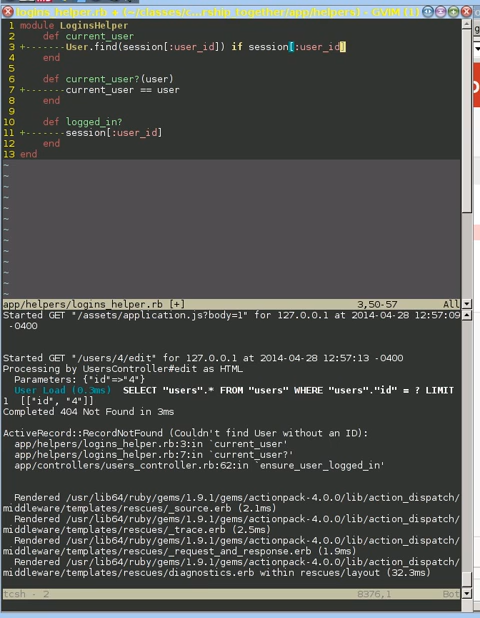 logins_helper.rb + (~/classes/c...rship_together/app/helpers) - GVIM (1)
1 module LoginsHelper
2     def current_user
3 +-------User.find(session[:user_id]) if session[:user_id]
4     end
5
6     def current_user?(user)
7 +-------current_user == user
8     end
9
10     def logged_in?
11 +-------session[:user_id]
12     end
13 end
~
~
~
~
~
~
~
~
~
~
~
~
~
app/helpers/logins_helper.rb [+] 3,50-57 All
Started GET "/assets/application.js?body=1" for 127.0.0.1 at 2014-04-28 12:57:09
 -0400
Started GET "/users/4/edit" for 127.0.0.1 at 2014-04-28 12:57:13 -0400
Processing by UsersController#edit as HTML
  Parameters: {"id"=>"4"}
  User Load (0.3ms)  SELECT "users".* FROM "users" WHERE "users"."id" = ? LIMIT
1  [["id", "4"]]
Completed 404 Not Found in 3ms
ActiveRecord::RecordNotFound (Couldn't find User without an ID):
  app/helpers/logins_helper.rb:3:in `current_user'
  app/helpers/logins_helper.rb:7:in `current_user?'
  app/controllers/users_controller.rb:62:in `ensure_user_logged_in'
  Rendered /usr/lib64/ruby/gems/1.9.1/gems/actionpack-4.0.0/lib/action_dispatch/
middleware/templates/rescues/_source.erb (2.1ms)
  Rendered /usr/lib64/ruby/gems/1.9.1/gems/actionpack-4.0.0/lib/action_dispatch/
middleware/templates/rescues/_trace.erb (2.5ms)
  Rendered /usr/lib64/ruby/gems/1.9.1/gems/actionpack-4.0.0/lib/action_dispatch/
middleware/templates/rescues/_request_and_response.erb (1.9ms)
  Rendered /usr/lib64/ruby/gems/1.9.1/gems/actionpack-4.0.0/lib/action_dispatch/
middleware/templates/rescues/diagnostics.erb within rescues/layout (32.3ms)
tcsh - 2 8376,1 Bot